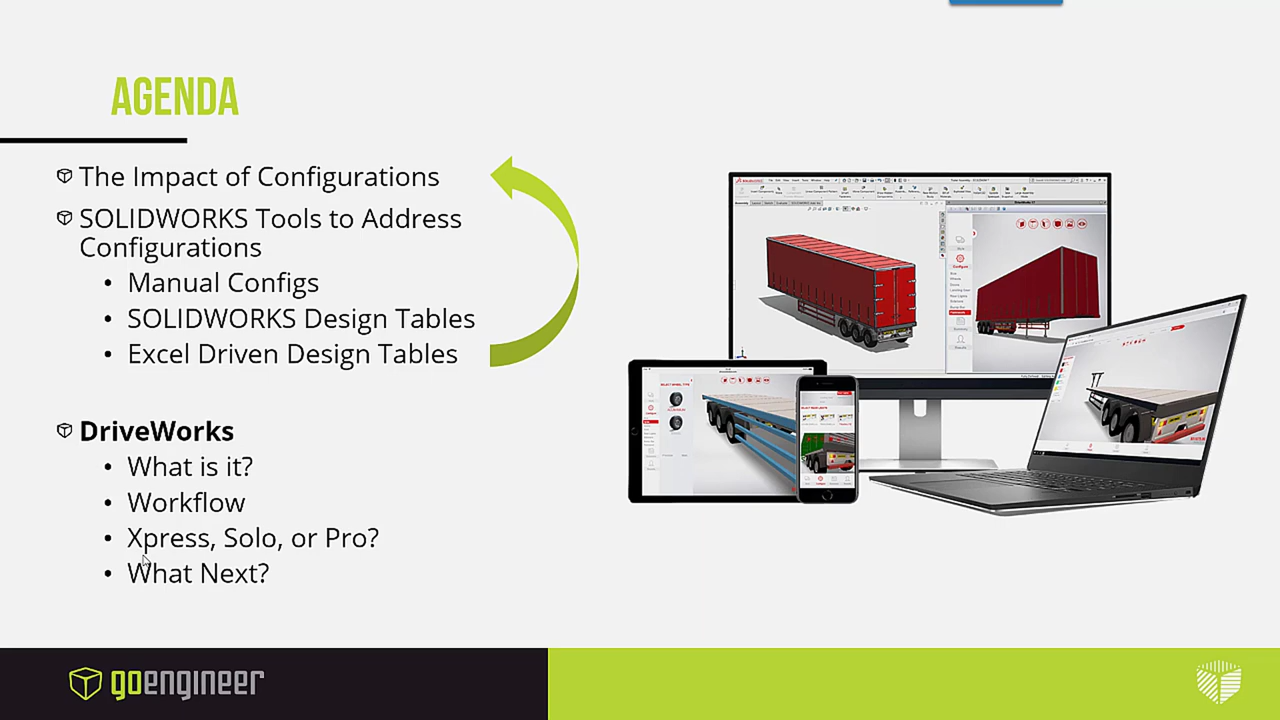 AGENDA
The Impact of Configurations
SOLIDWORKS Tools to Address
Configurations
• Manual Configs
• SOLIDWORKS Design Tables
• Excel Driven Design Tables
DriveWorks
• What is it?
• Workflow
• Xpress, Solo, or Pro?
• What Next?
goengineer